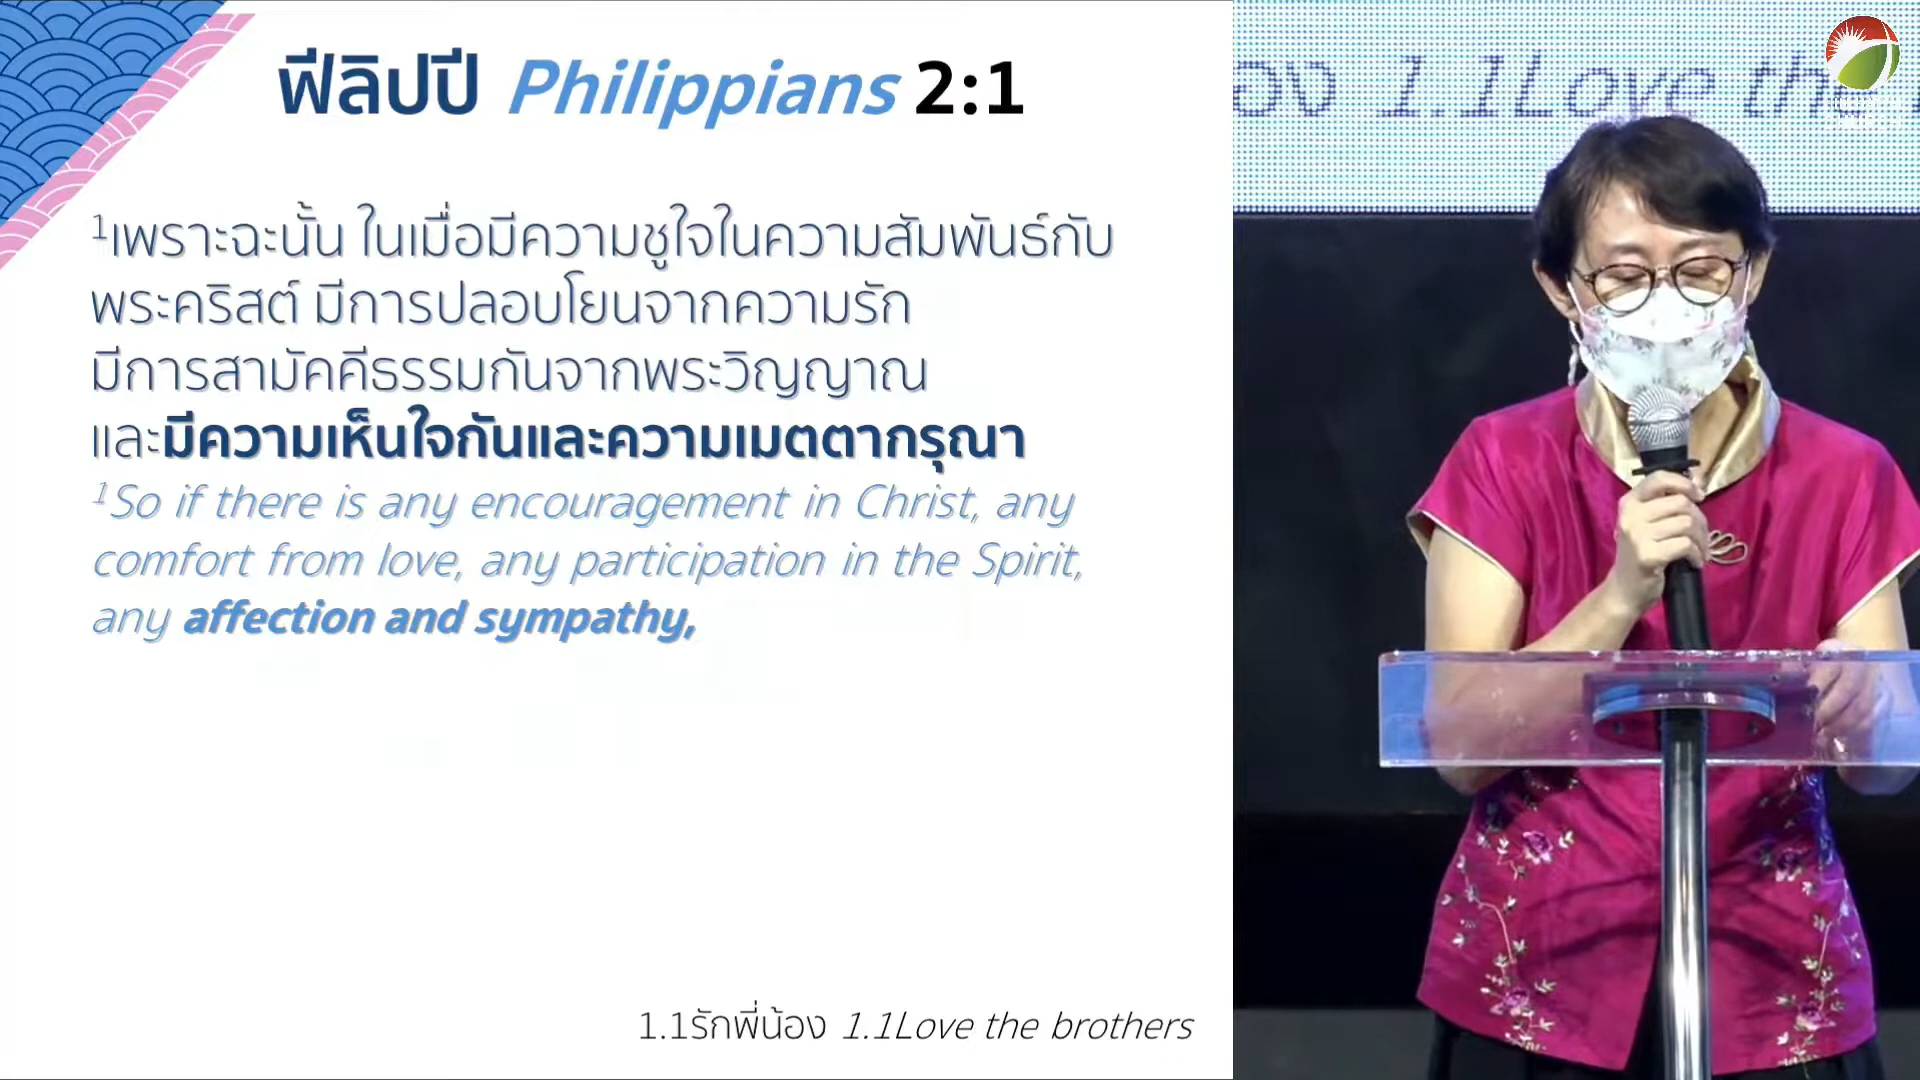 ฟีลิปปี Philippians 2:1
1เพราะฉะนั้น ในเมื่อมีความชูใจในความสัมพันธ์กับ
พระคริสต์ มีการปลอบโยนจากความรัก
มีการสามัคคีธรรมกันจากพระวิญญาณ
และมีความเห็นใจกันและความเมตตากรุณา
1So if there is any encouragement in Christ, any
comfort from love, any participation in the Spirit,
any affection and sympathy,
1.1รักพี่น้อง 1.1Love the brothers
1.1Love the